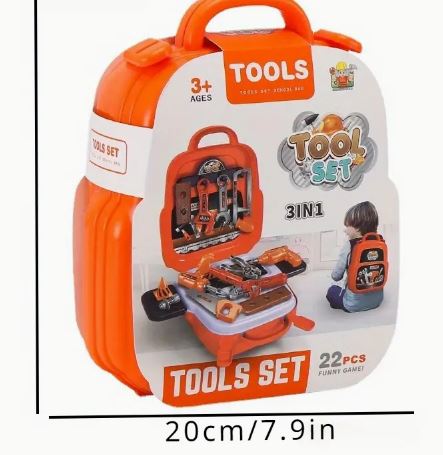 TOOLS
TOOLS SET SCHOOL BAG
3+
AGES
TOOLS SET
TOOL
SET
3IN1
22PCS
FUNNY GAME!
TOOLS SET
20cm/7.9in